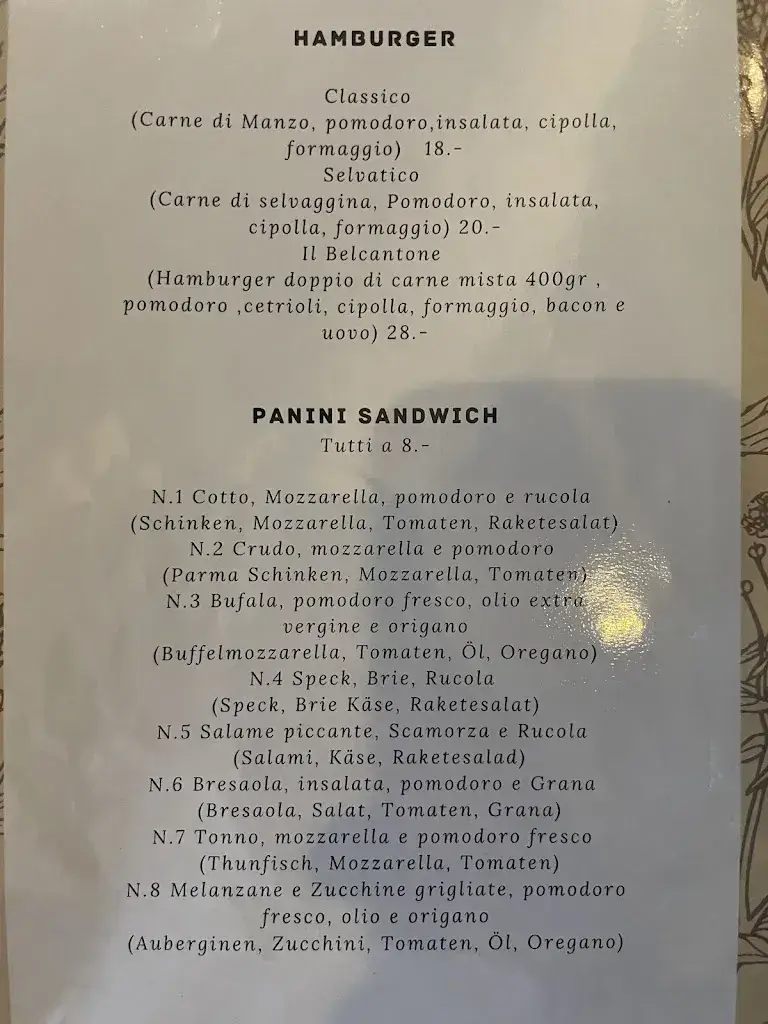 HAMBURGER
Classico
(Carne di Manzo, pomodoro,insalata, cipolla,
formaggio) 18.-
Selvatico
(Carne di selvaggina, Pomodoro, insalata,
cipolla, formaggio) 20.-
Il Belcantone
(Hamburger doppio di carne mista 400gr ,
pomodoro ,cetrioli, cipolla, formaggio, bacon e
uovo) 28.-
PANINI SANDWICH
Tutti a 8.-
N.1 Cotto, Mozzarella, pomodoro e rucola
(Schinken, Mozzarella, Tomaten, Raketesalat)
N.2 Crudo, mozzarella e pomodoro
(Parma Schinken, Mozzarella, Tomaten)
N.3 Bufala, pomodoro fresco, olio extra
vergine e origano
(Buffelmozzarella, Tomaten, Öl, Oregano)
N.4 Speck, Brie, Rucola
(Speck, Brie Käse, Raketesalat)
N.5 Salame piccante, Scamorza e Rucola
(Salami, Käse, Raketesalad)
N.6 Bresaola, insalata, pomodoro e Grana
(Bresaola, Salat, Tomaten, Grana)
N.7 Tonno, mozzarella e pomodoro fresco
(Thunfisch, Mozzarella, Tomaten)
N.8 Melanzane e Zucchine grigliate, pomodoro
fresco, olio e origano
(Auberginen, Zucchini, Tomaten, Öl, Oregano)